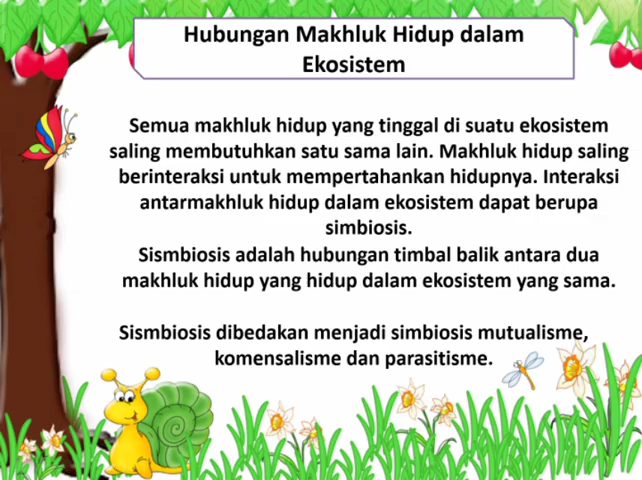 Hubungan Makhluk Hidup dalam
Ekosistem
Semua makhluk hidup yang tinggal di suatu ekosistem
saling membutuhkan satu sama lain. Makhluk hidup saling
berinteraksi untuk mempertahankan hidupnya. Interaksi
antarmakhluk hidup dalam ekosistem dapat berupa
simbiosis.
Sismbiosis adalah hubungan timbal balik antara dua
makhluk hidup yang hidup dalam ekosistem yang sama.
Sismbiosis dibedakan menjadi simbiosis mutualisme,
komensalisme dan parasitisme.